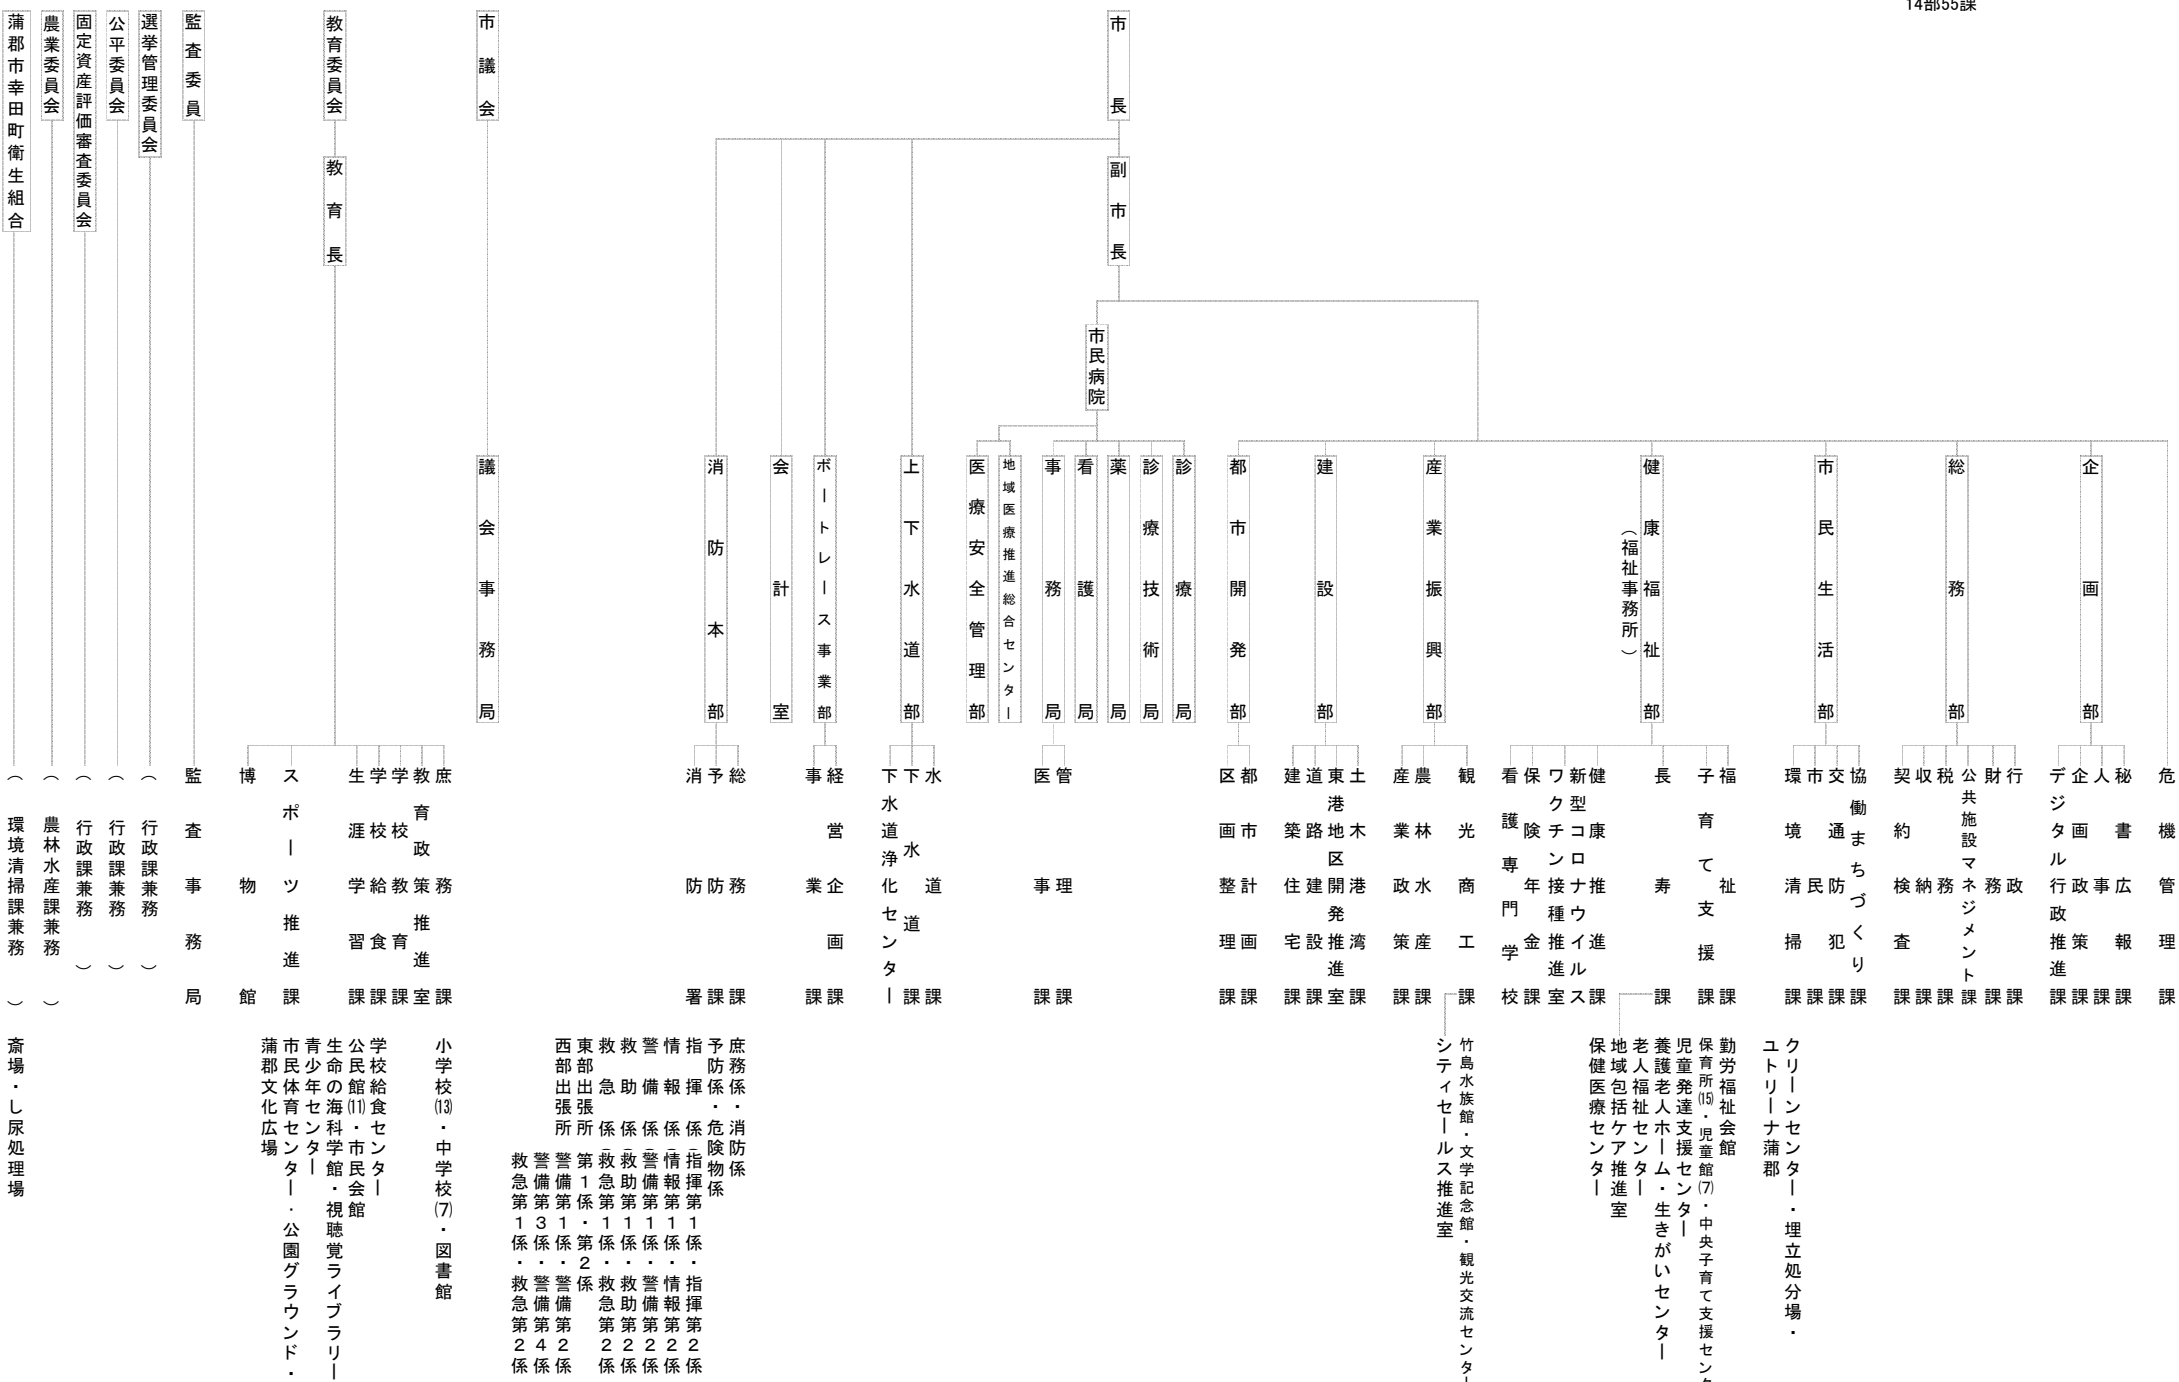 14部55課
市長
副市長
市民病院
危機管理課
企画部
秘書広報課
人事課
企画政策課
デジタル行政推進課
総務部
行政課
財務課
公共施設マネジメント課
税務課
収納課
契約検査課
市民生活部
協働まちづくり課
交通防犯課
市民課
環境清掃課
クリーンセンター・埋立処分場・
ユトリーナ蒲郡
健康福祉部
（福祉事務所）
福祉課
子育て支援課
長寿課
健康推進課
新型コロナウイルス
ワクチン接種推進室
保険年金課
看護専門学校
勤労福祉会館
保育所⒂・児童館⑺・中央子育て支援セン
児童発達支援センター
養護老人ホーム・生きがいセンター
老人福祉センター
地域包括ケア推進室
保健医療センター
産業振興部
観光商工課
農林水産課
産業政策課
竹島水族館・文学記念館・観光交流センター
シティセールス推進室
建設部
土木港湾課
東港地区開発推進室
道路建設課
建築住宅課
都市開発部
都市計画課
区画整理課
診療局
診療技術局
薬局
看護局
事務局
管理課
医事課
地域医療推進総合センター
医療安全管理部
上下水道部
水道課
下水道課
下水道浄化センター
ボートレース事業部
経営企画課
事業課
会計室
消防本部
総務課
予防課
消防署
庶務係・消防係
予防係・危険物係
指揮係－指揮第１係・指揮第２係
情報係－情報第１係・情報第２係
警備係－警備第１係・警備第２係
救助係－救助第１係・救助第２係
救急係－救急第１係・救急第２係
東部出張所　第１係・第２係
西部出張所　警備第１係・警備第２係
警備第３係・警備第４係
救急第１係・救急第２係
市議会
議会事務局
教育委員会
教育長
庶務課
教育政策推進室
学校教育課
学校給食課
生涯学習課
スポーツ推進課
博物館
小学校⒀・中学校⑺・図書館
学校給食センター
公民館⑾・市民会館
生命の海科学館・視聴覚ライブラリー
青少年センター
市民体育センター・公園グラウンド・
蒲郡文化広場
監査委員
監査事務局
選挙管理委員会
（行政課兼務）
公平委員会
（行政課兼務）
固定資産評価審査委員会
（行政課兼務）
農業委員会
（農林水産課兼務）
蒲郡市幸田町衛生組合
（環境清掃課兼務）
斎場・し尿処理場